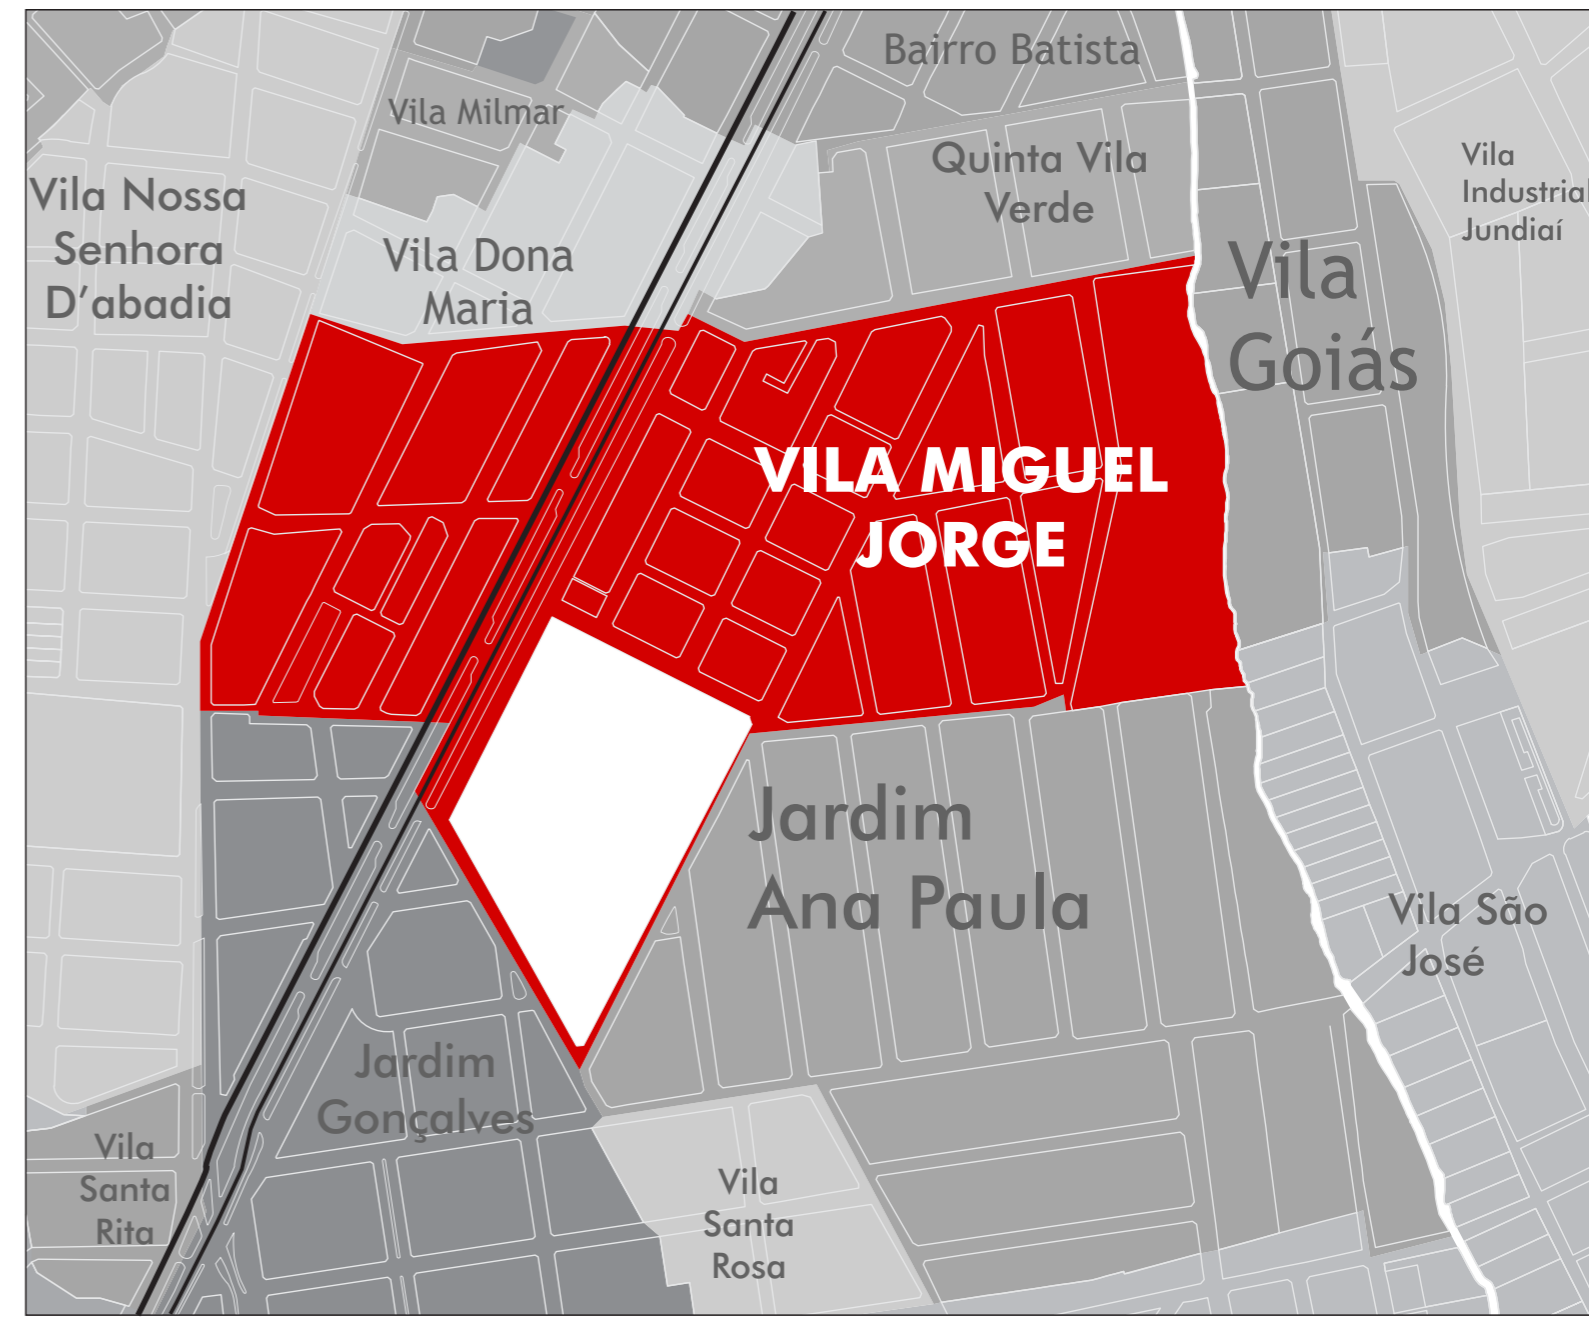 Bairro Batista
Vila Milmar
Quinta Vila
Verde
Vila
Industrial
Jundiaí
Vila Nossa
Senhora
D'abadia
Vila Dona
Maria
Vila
Goiás
VILA MIGUEL
JORGE
Jardim
Ana Paula
Vila São
José
Jardim
Gonçalves
Vila
Santa
Rita
Vila
Santa
Rosa